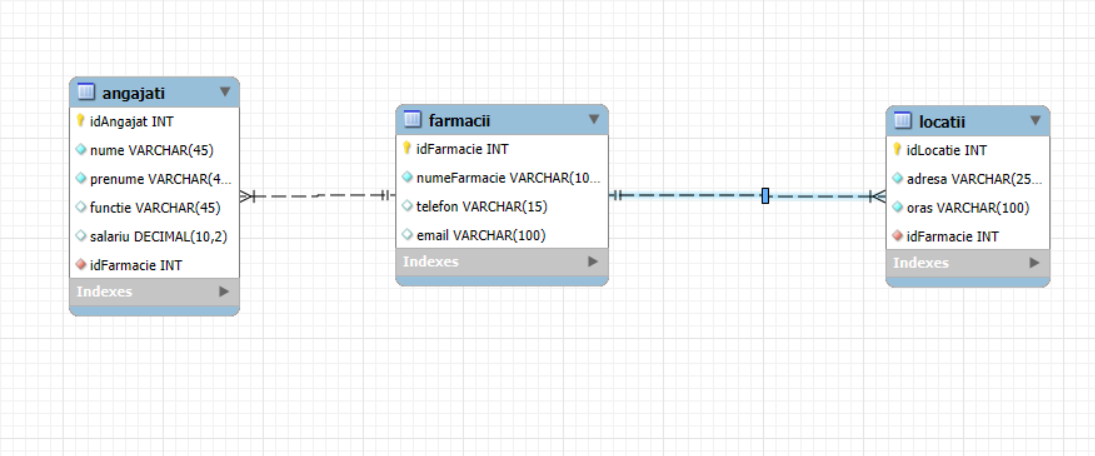 angajati
idAngajat INT
nume VARCHAR(45)
prenume VARCHAR(4...
functie VARCHAR(45)
salariu DECIMAL(10,2)
idFarmacie INT
Indexes
farmacii
idFarmacie INT
numeFarmacie VARCHAR(10...
telefon VARCHAR(15)
email VARCHAR(100)
Indexes
locatii
idLocatie INT
adresa VARCHAR(25...
oras VARCHAR(100)
idFarmacie INT
Indexes